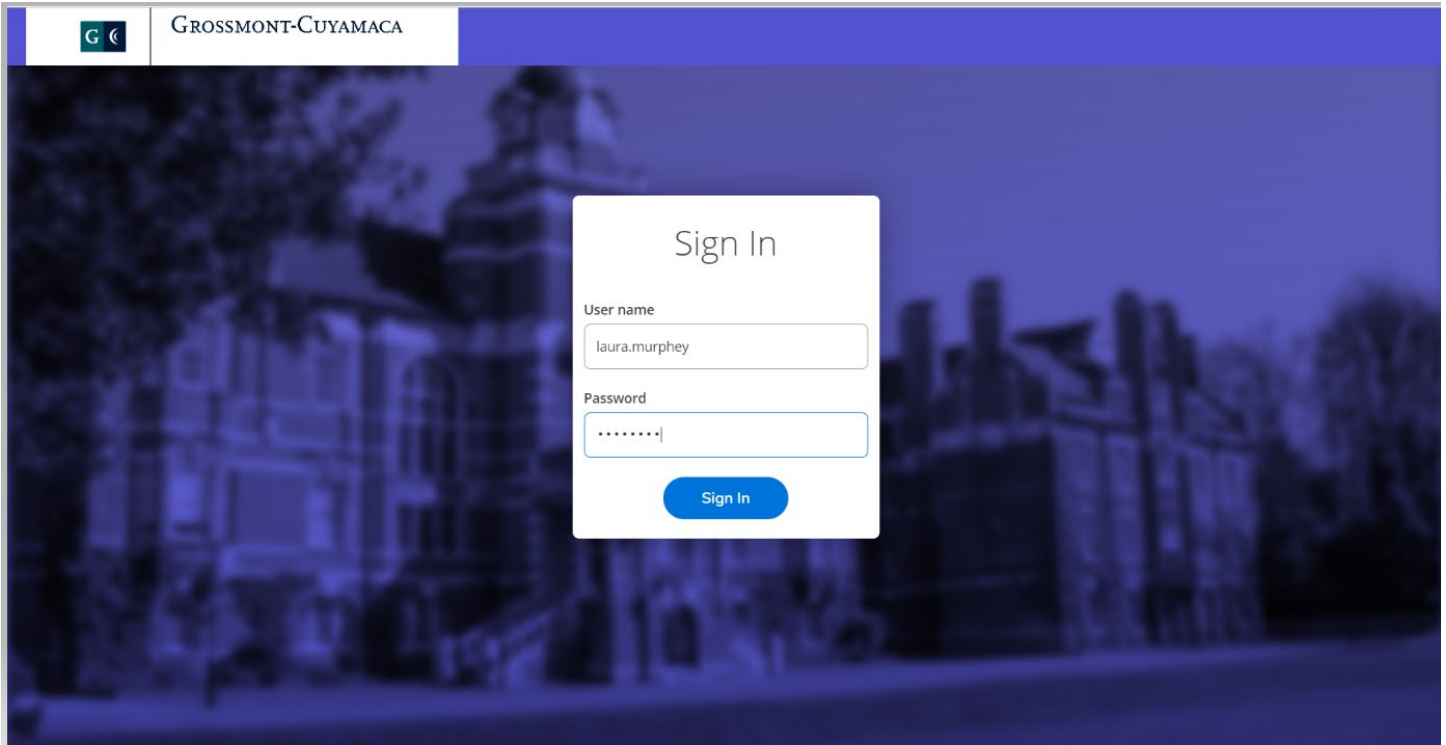 G
GROSSMONT-CUYAMACA
Sign In
User name
laura.murphey
Password
••••••••
Sign In